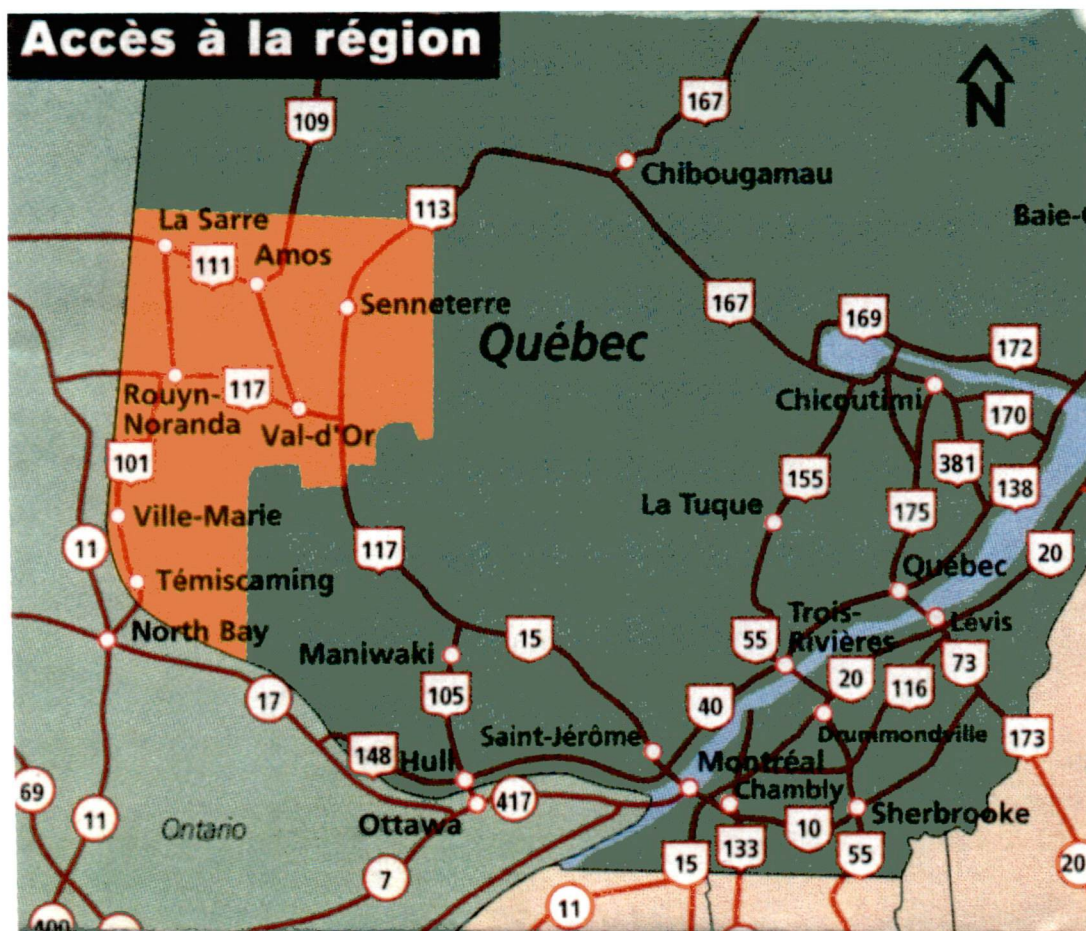 Accès à la région
N
109
167
Chibougamau
113
La Sarre
111
Amos
Senneterre
Québec
167
169
172
Rouyn-
Noranda
117
Val-d'Or
Chicoutimi
170
101
155
381
138
Ville-Marie
La Tuque
175
11
117
20
Témiscaming
Québec
North Bay
Trois-
Rivières
Lévis
Maniwaki
15
55
20
116
73
105
17
40
Drummondville
173
148
Hull
Saint-Jérôme
Montréal
69
11
Ontario
Ottawa
417
Chambly
Sherbrooke
10
133
55
15
20
7
11
400